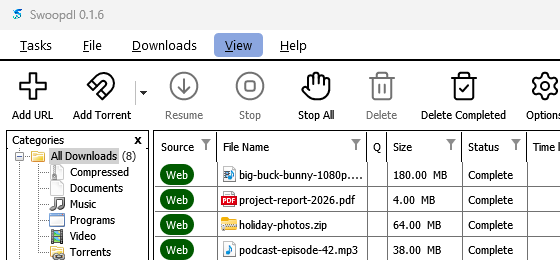 Swoopdl 0.1.6
Tasks File Downloads View Help
Add URL Add Torrent Resume Stop Stop All Delete Delete Completed Options
Categories x Source File Name Q Size Status Time l
All Downloads (8) Web big-buck-bunny-1080p.... 180.00 MB Complete
Compressed
Documents Web PDF project-report-2026.pdf 4.00 MB Complete
Music
Programs Web holiday-photos.zip 64.00 MB Complete
Video
Torrents Web podcast-episode-42.mp3 38.00 MB Complete